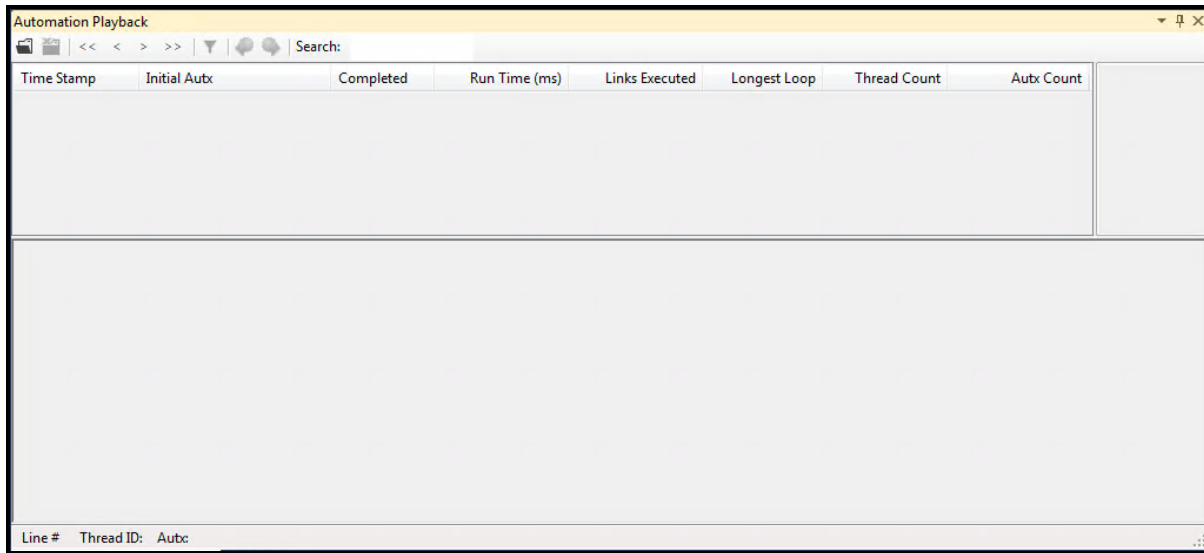 Automation Playback
<< < > >> Search:
Time Stamp Initial Autx Completed Run Time (ms) Links Executed Longest Loop Thread Count Autx Count
Line # Thread ID: Autx: